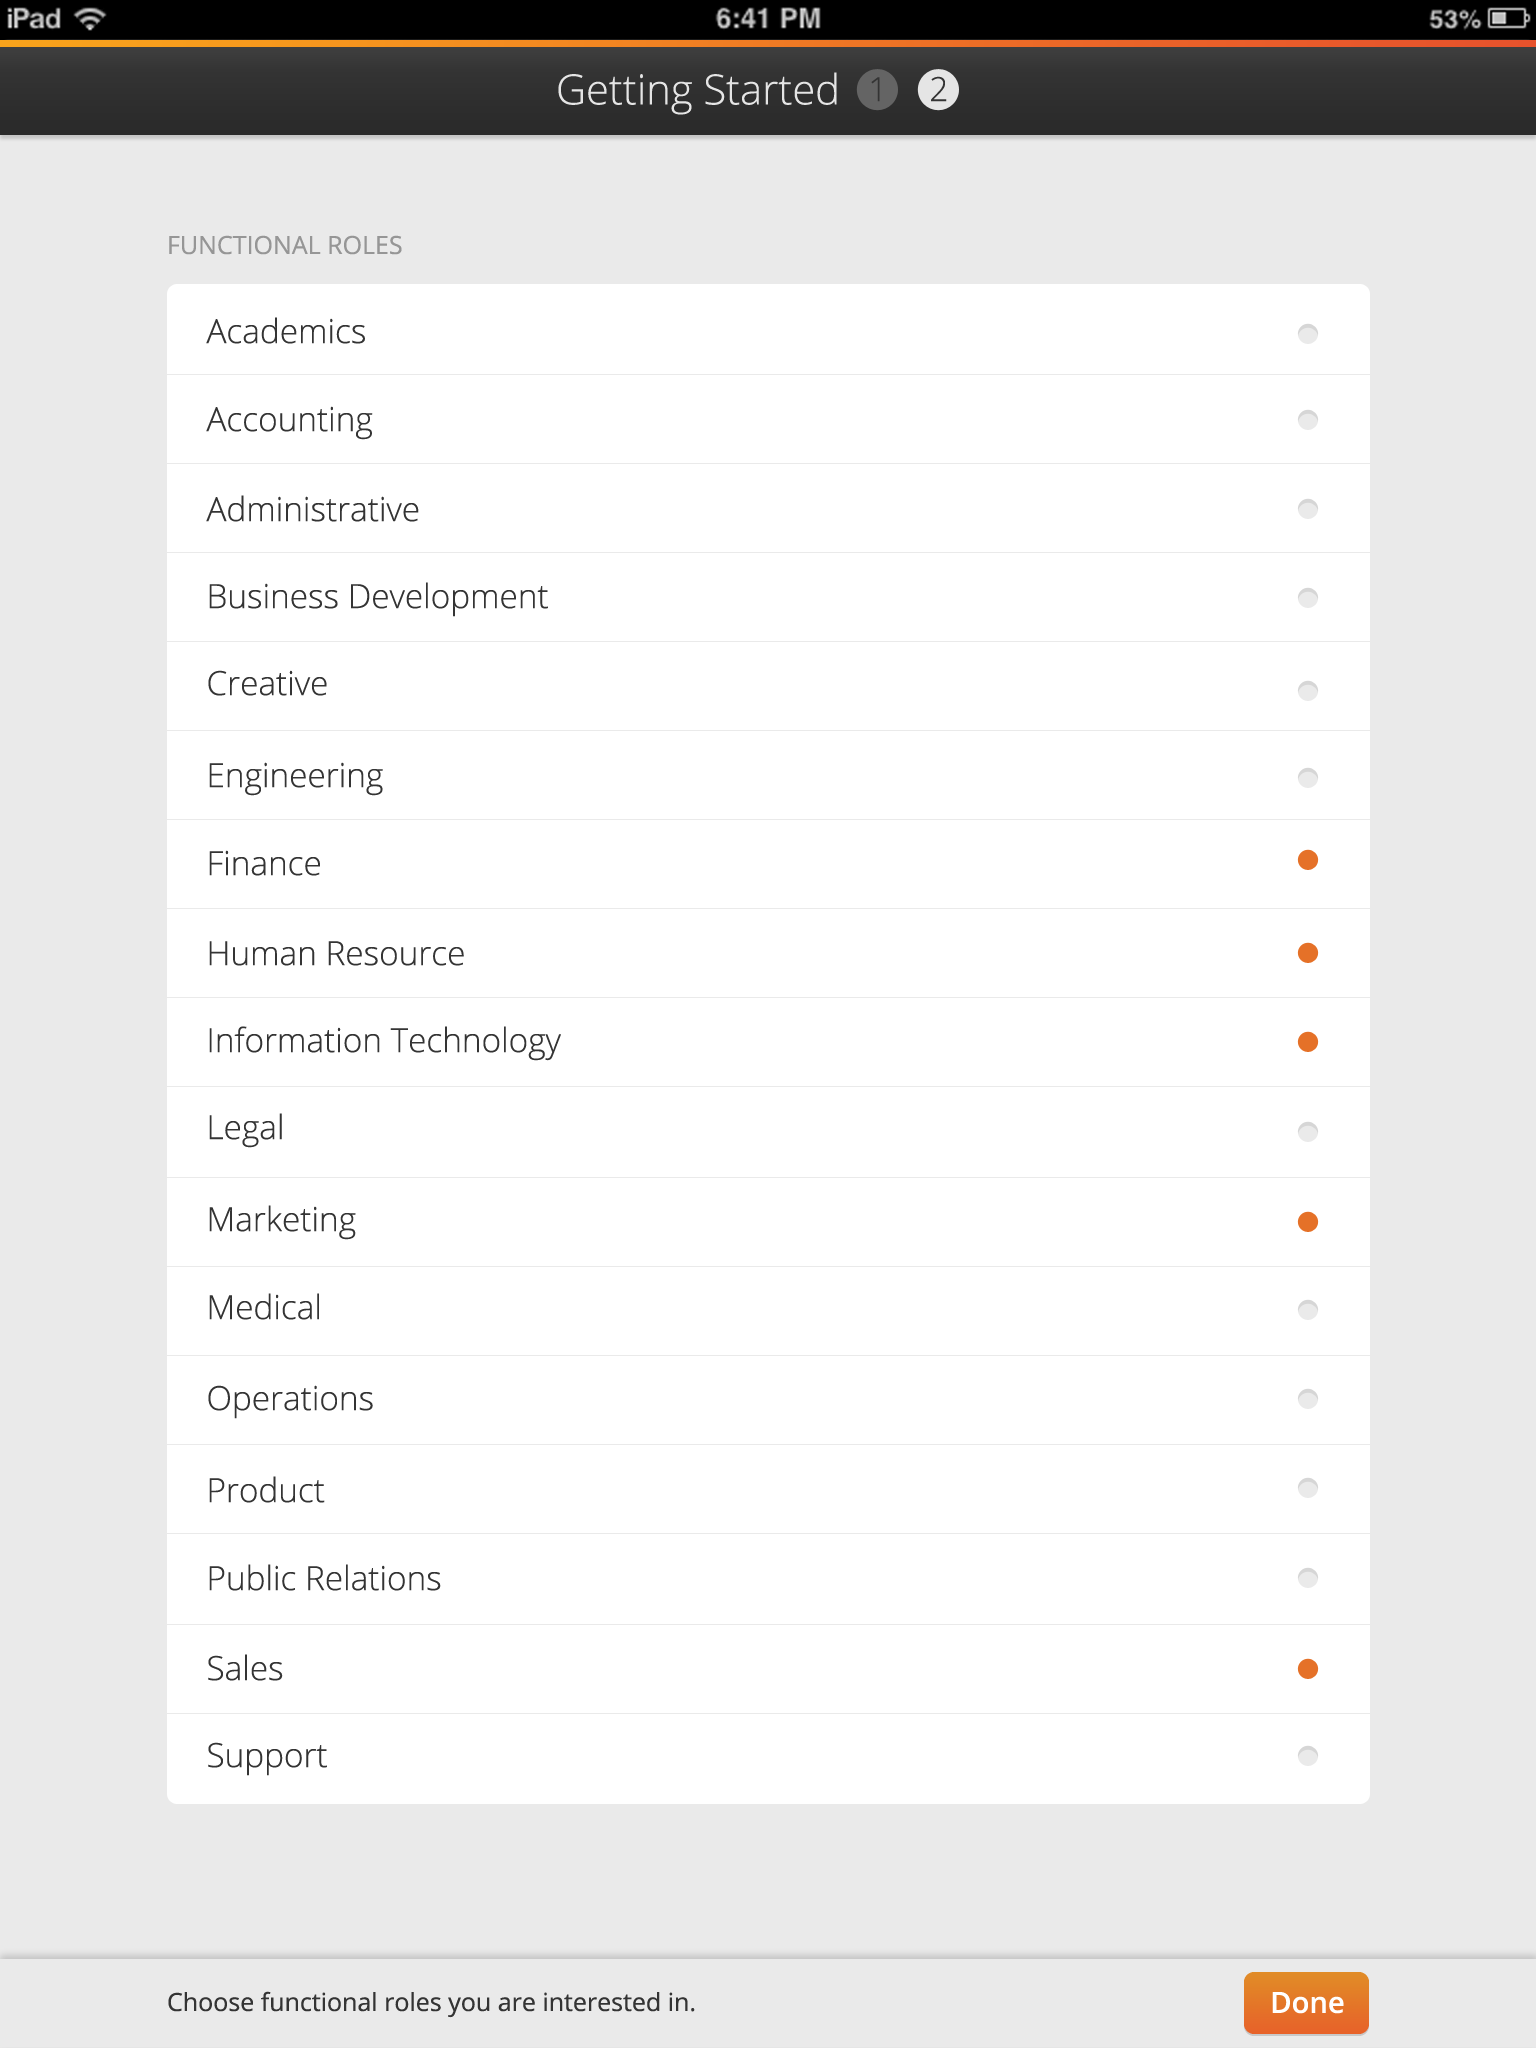 iPad 6:41 PM 53%
Getting Started 1 2
FUNCTIONAL ROLES
Academics
Accounting
Administrative
Business Development
Creative
Engineering
Finance
Human Resource
Information Technology
Legal
Marketing
Medical
Operations
Product
Public Relations
Sales
Support
Choose functional roles you are interested in. Done